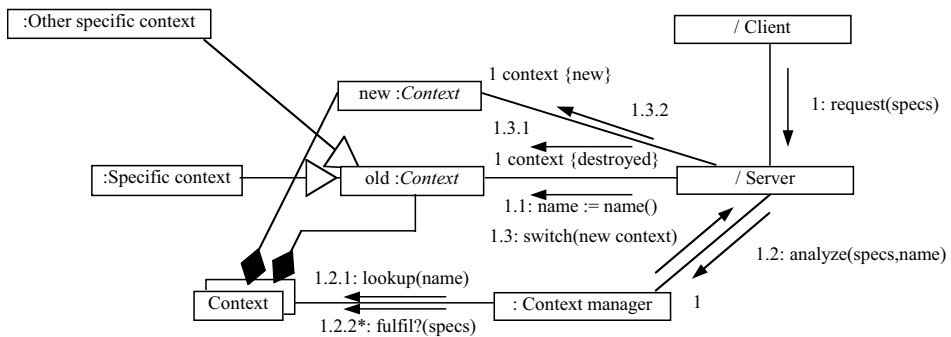 :Other specific context
/ Client
1 context {new}
new :Context
1: request(specs)
1.3.2
1.3.1
1 context {destroyed}
:Specific context
old :Context
/ Server
1.1: name := name()
1.3: switch(new context)
1.2: analyze(specs,name)
1.2.1: lookup(name)
Context
: Context manager
1
1.2.2*: fulfil?(specs)